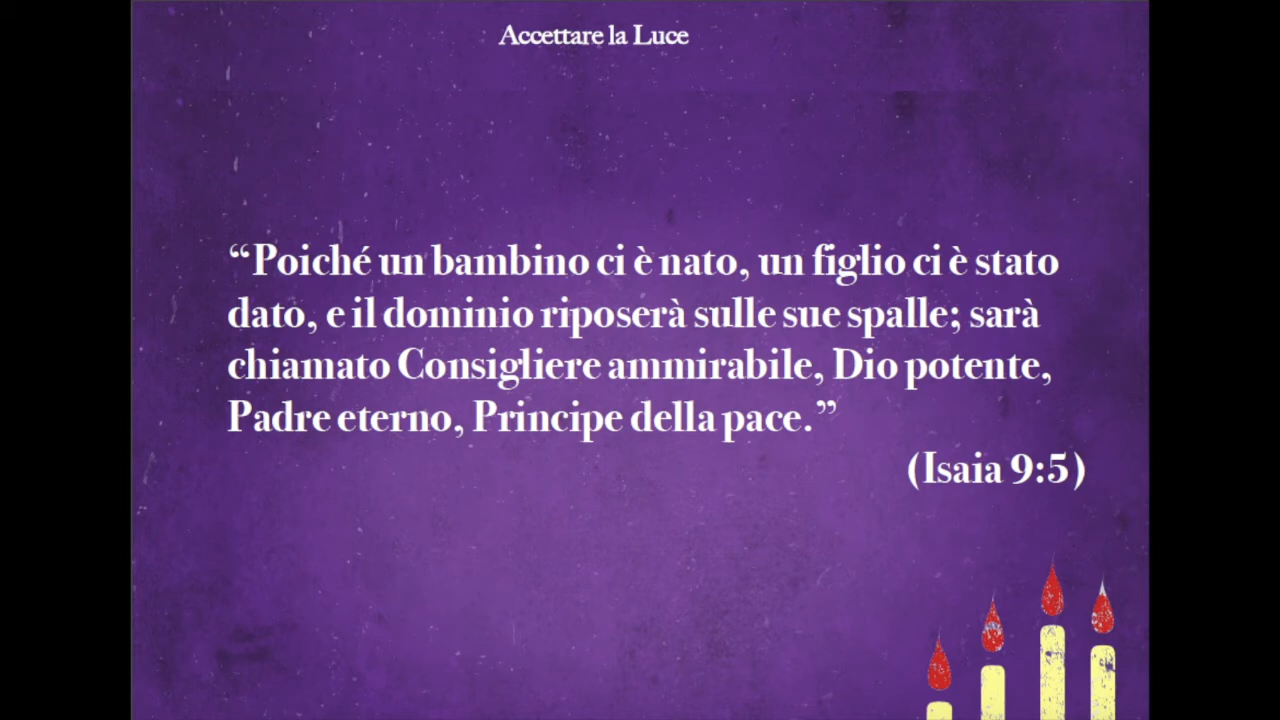 Accettare la Luce
“Poiché un bambino ci è nato, un figlio ci è stato
dato, e il dominio riposerà sulle sue spalle; sarà
chiamato Consigliere ammirabile, Dio potente,
Padre eterno, Principe della pace.”
(Isaia 9:5)